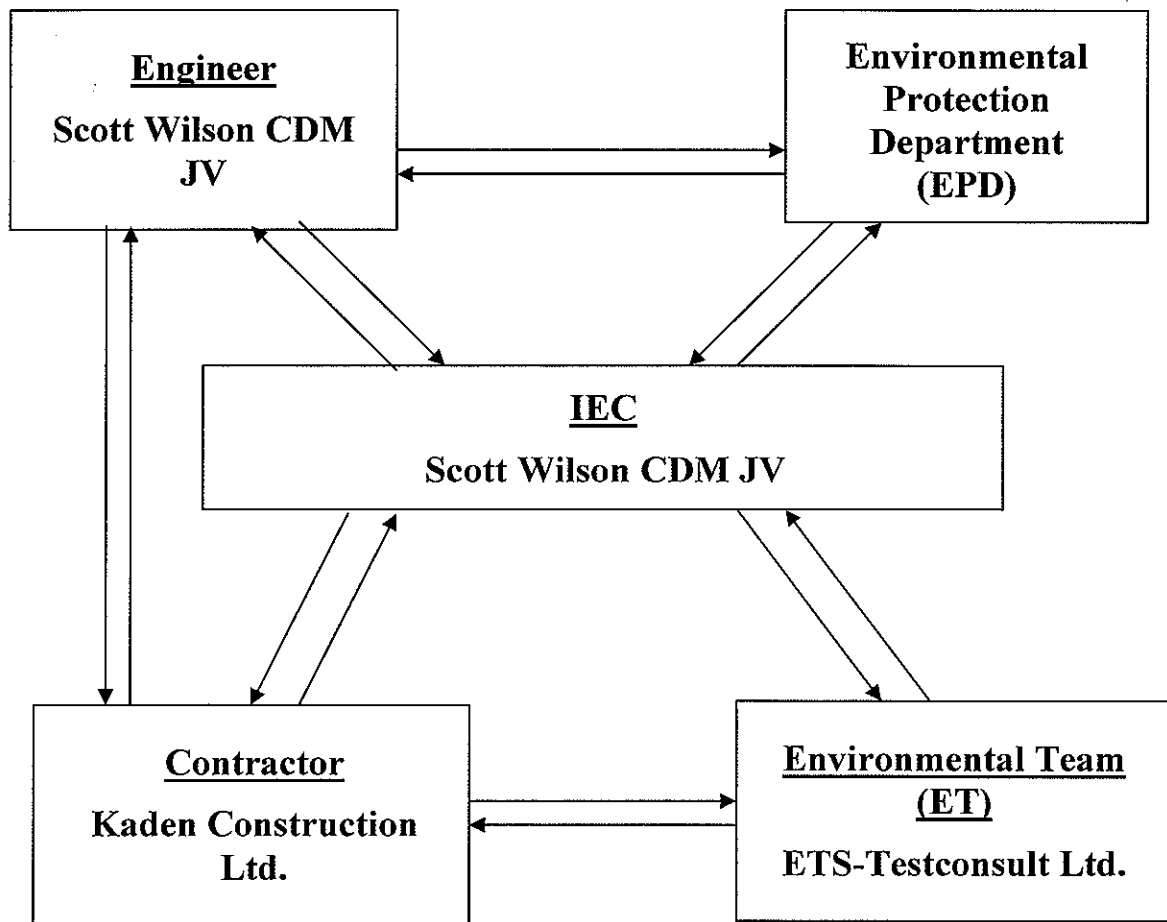 Engineer
Scott Wilson CDM
JV
Environmental
Protection
Department
(EPD)
IEC
Scott Wilson CDM JV
Contractor
Kaden Construction
Ltd.
Environmental Team
(ET)
ETS-Testconsult Ltd.